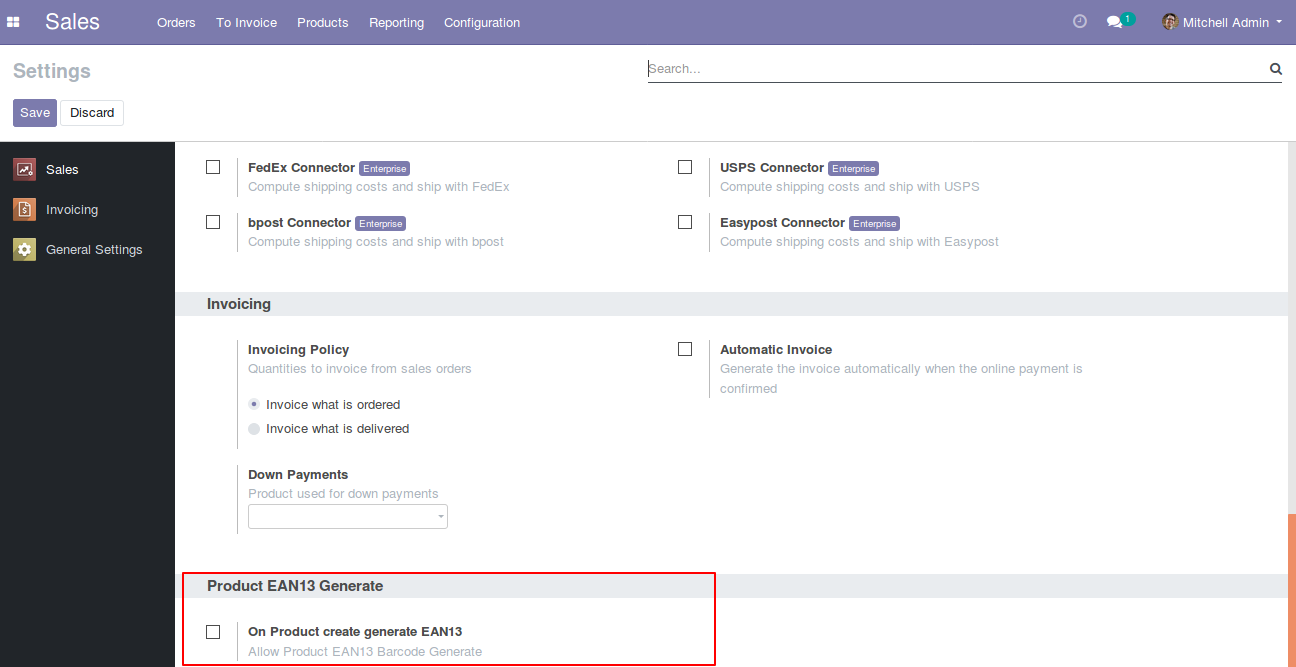 Sales Orders To Invoice Products Reporting Configuration 1 Mitchell Admin
Settings
Search...
Save Discard
Sales
Invoicing
General Settings
FedEx Connector Enterprise
Compute shipping costs and ship with FedEx
USPS Connector Enterprise
Compute shipping costs and ship with USPS
bpost Connector Enterprise
Compute shipping costs and ship with bpost
Easypost Connector Enterprise
Compute shipping costs and ship with Easypost
Invoicing
Invoicing Policy
Quantities to invoice from sales orders
Invoice what is ordered
Invoice what is delivered
Automatic Invoice
Generate the invoice automatically when the online payment is
confirmed
Down Payments
Product used for down payments
Product EAN13 Generate
On Product create generate EAN13
Allow Product EAN13 Barcode Generate